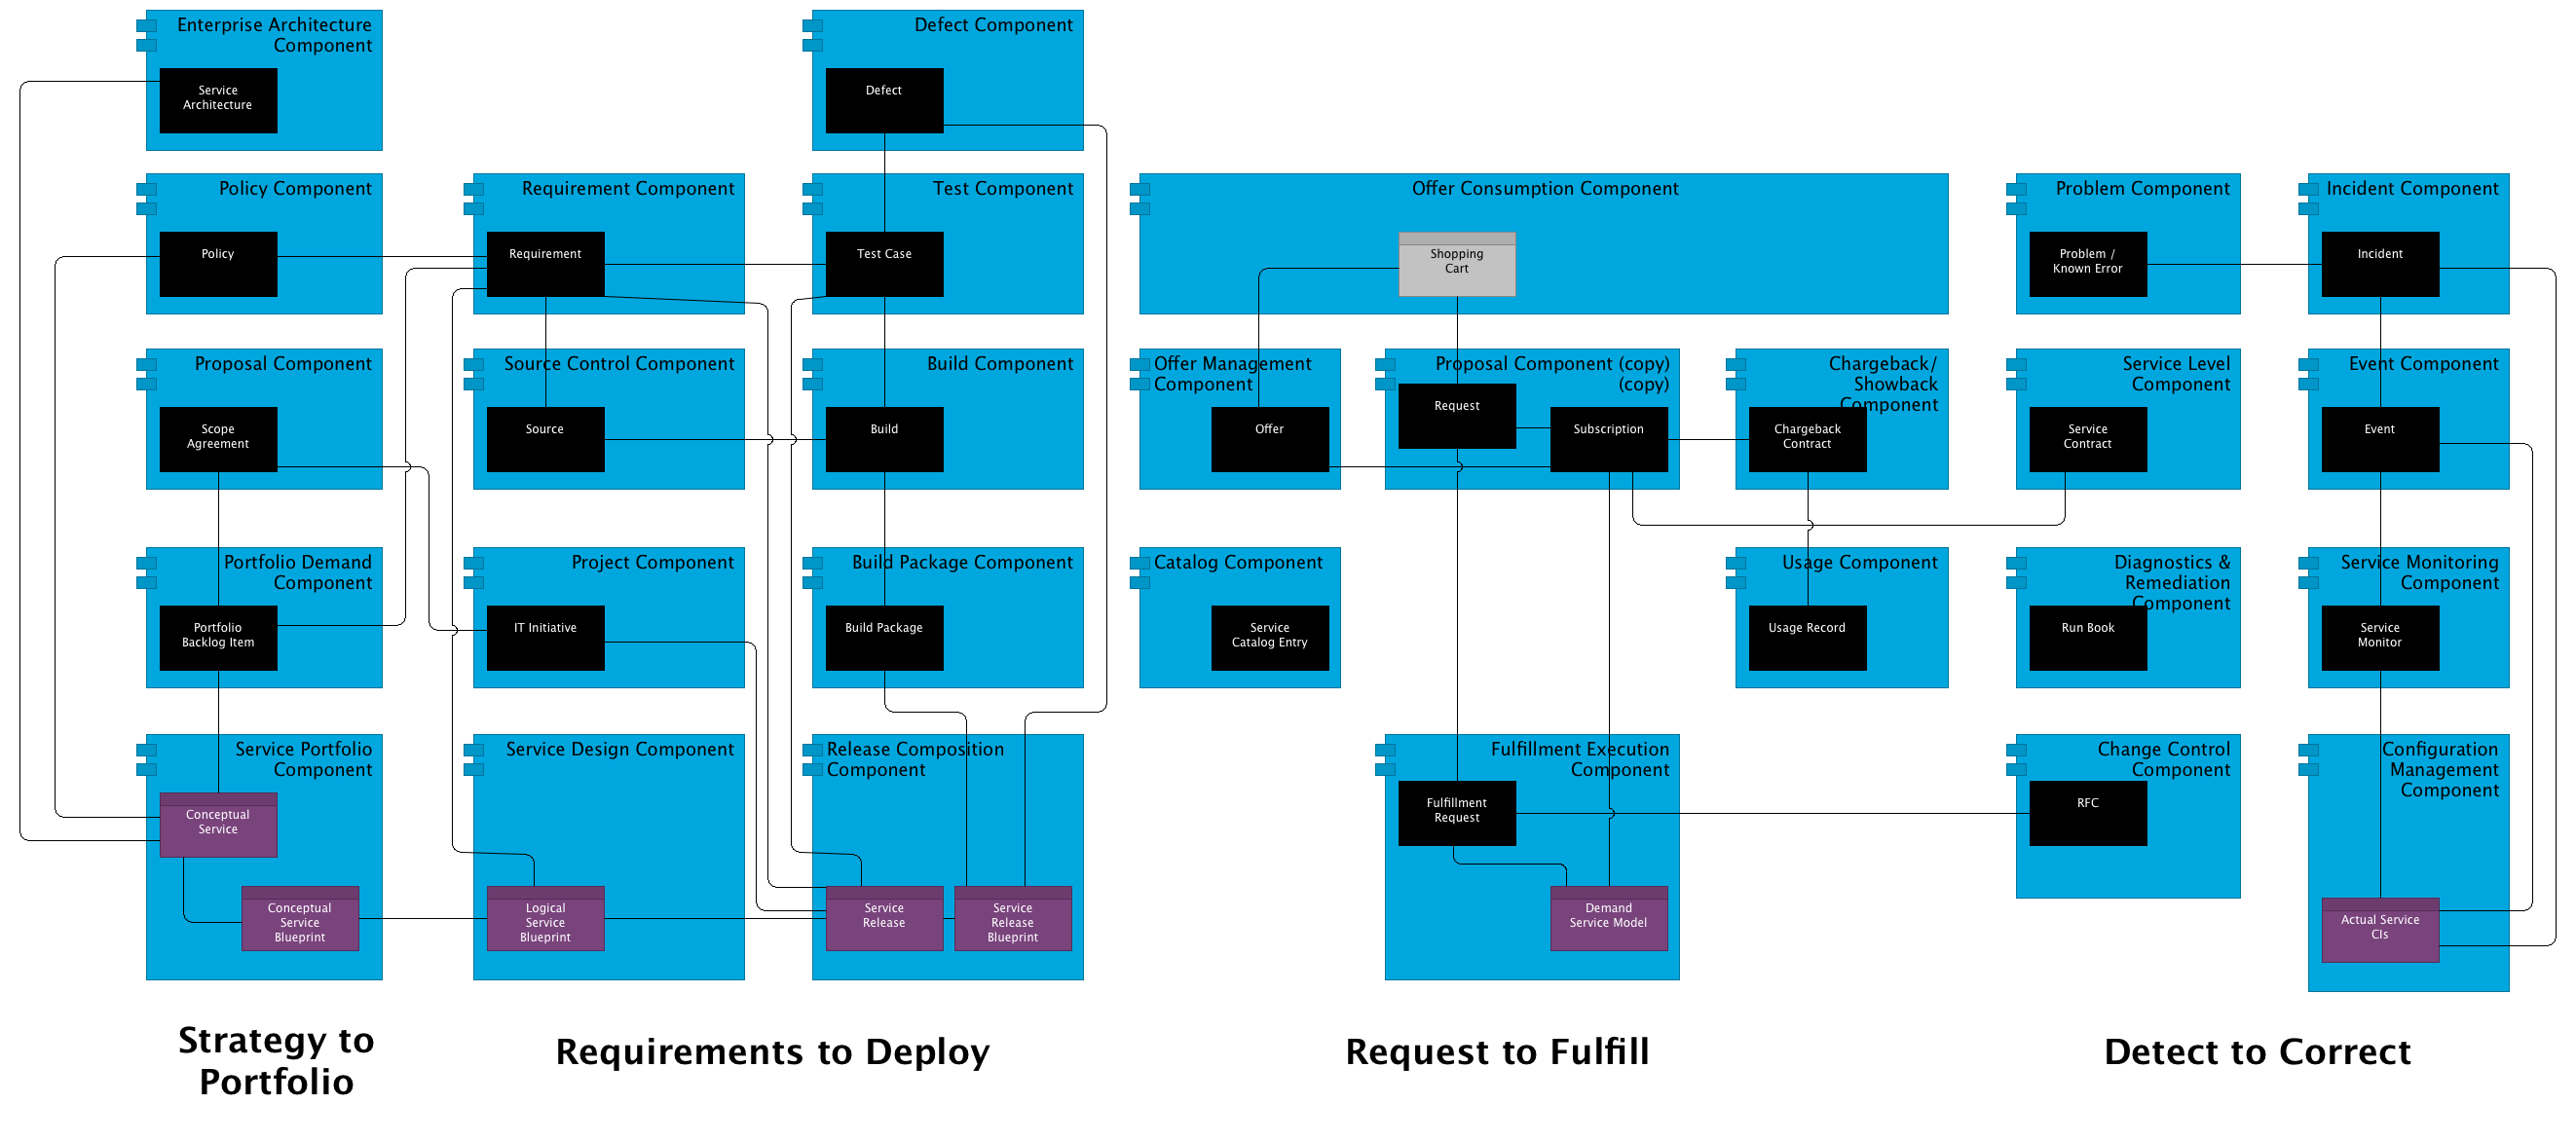 Enterprise Architecture
Component
Service
Architecture
Defect Component
Defect
Policy Component
Policy
Requirement Component
Requirement
Test Component
Test Case
Offer Consumption Component
Shopping
Cart
Problem Component
Problem /
Known Error
Incident Component
Incident
Proposal Component
Scope
Agreement
Source Control Component
Source
Build Component
Build
Offer Management
Component
Offer
Proposal Component (copy)
(copy)
Request
Subscription
Chargeback/
Showback
Component
Chargeback
Contract
Service Level
Component
Service
Contract
Event Component
Event
Portfolio Demand
Component
Portfolio
Backlog Item
Project Component
IT Initiative
Build Package Component
Build Package
Catalog Component
Service
Catalog Entry
Usage Component
Usage Record
Diagnostics &
Remediation
Component
Run Book
Service Monitoring
Component
Service
Monitor
Service Portfolio
Component
Conceptual
Service
Conceptual
Service
Blueprint
Service Design Component
Logical
Service
Blueprint
Release Composition
Component
Service
Release
Service
Release
Blueprint
Fulfillment Execution
Component
Fulfillment
Request
Demand
Service Model
Change Control
Component
RFC
Configuration
Management
Component
Actual Service
CIs
Strategy to
Portfolio
Requirements to Deploy
Request to Fulfill
Detect to Correct